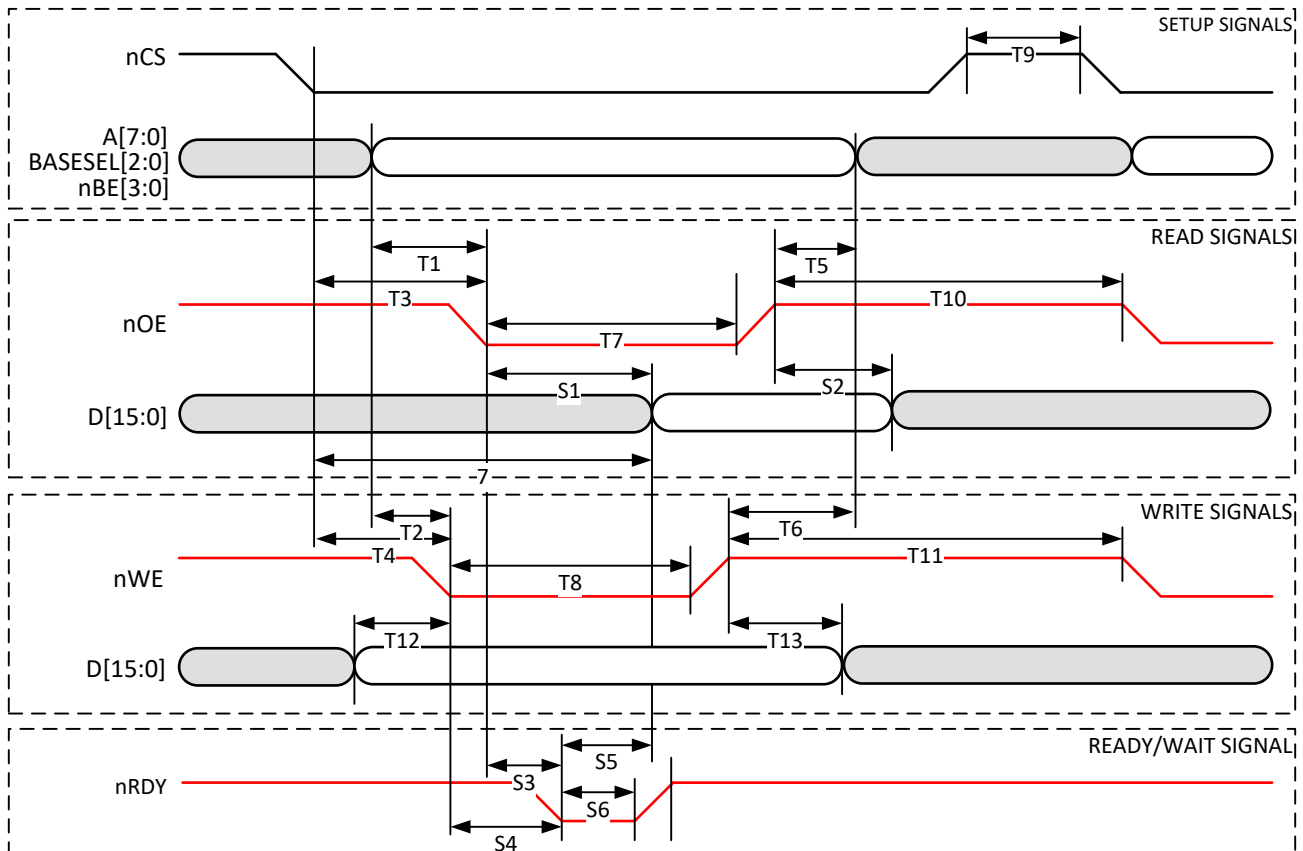 SETUP SIGNALS
nCS
T9
A[7:0]
BASESEL[2:0]
nBE[3:0]
READ SIGNALS
T1
T5
T3
T10
nOE
T7
S1
S2
D[15:0]
7
WRITE SIGNALS
T2
T6
T4
T11
nWE
T8
T12
T13
D[15:0]
READY/WAIT SIGNAL
S5
nRDY
S3
S6
S4